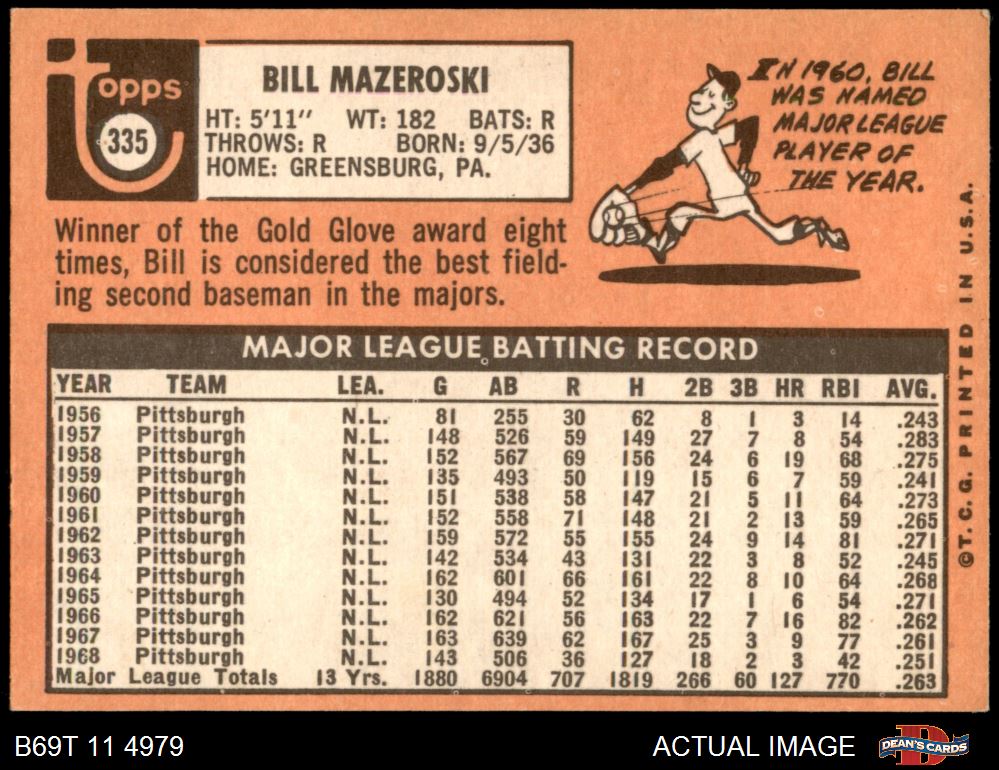 topps
335
BILL MAZEROSKI
HT: 5'11" WT: 182 BATS: R
THROWS: R BORN: 9/5/36
HOME: GREENSBURG, PA.
IN 1960, BILL
WAS NAMED
MAJOR LEAGUE
PLAYER OF
THE YEAR.
Winner of the Gold Glove award eight
times, Bill is considered the best field-
ing second baseman in the majors.
MAJOR LEAGUE BATTING RECORD
YEAR TEAM LEA. G AB R H 2B 3B HR RBI AVG.
1956 Pittsburgh N.L. 81 255 30 62 8 1 3 14 .243
1957 Pittsburgh N.L. 148 526 59 149 27 7 8 54 .283
1958 Pittsburgh N.L. 152 567 69 156 24 6 19 68 .275
1959 Pittsburgh N.L. 135 493 50 119 15 6 7 59 .241
1960 Pittsburgh N.L. 151 538 58 147 21 5 11 64 .273
1961 Pittsburgh N.L. 152 558 71 148 21 2 13 59 .265
1962 Pittsburgh N.L. 159 572 55 155 24 9 14 81 .271
1963 Pittsburgh N.L. 142 534 43 131 22 3 8 52 .245
1964 Pittsburgh N.L. 162 601 66 161 22 8 10 64 .268
1965 Pittsburgh N.L. 130 494 52 134 17 1 6 54 .271
1966 Pittsburgh N.L. 162 621 56 163 22 7 16 82 .262
1967 Pittsburgh N.L. 163 639 62 167 25 3 9 77 .261
1968 Pittsburgh N.L. 143 506 36 127 18 2 3 42 .251
Major League Totals 13 Yrs. 1880 6904 707 1819 266 60 127 770 .263
©T. C. G. PRINTED IN U.S.A.
B69T 11 4979
ACTUAL IMAGE
DEAN'S CARDS